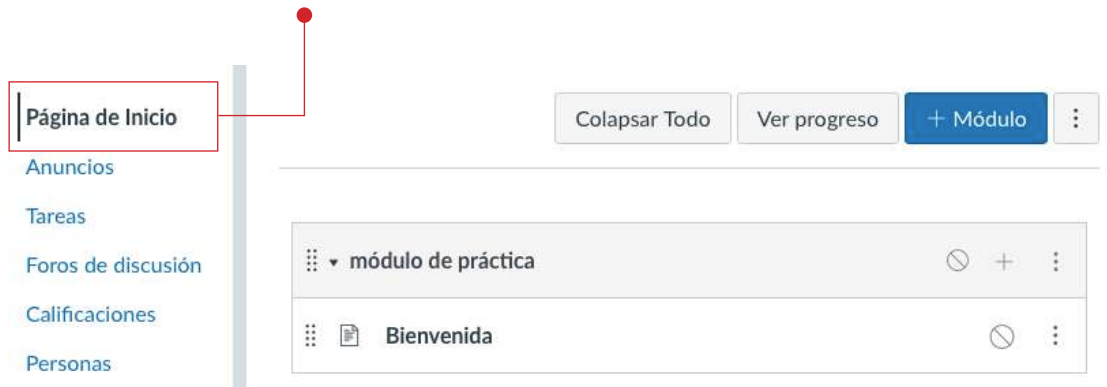 Página de Inicio
Anuncios
Tareas
Foros de discusión
Calificaciones
Personas
Colapsar Todo
Ver progreso
+ Módulo
módulo de práctica
Bienvenida